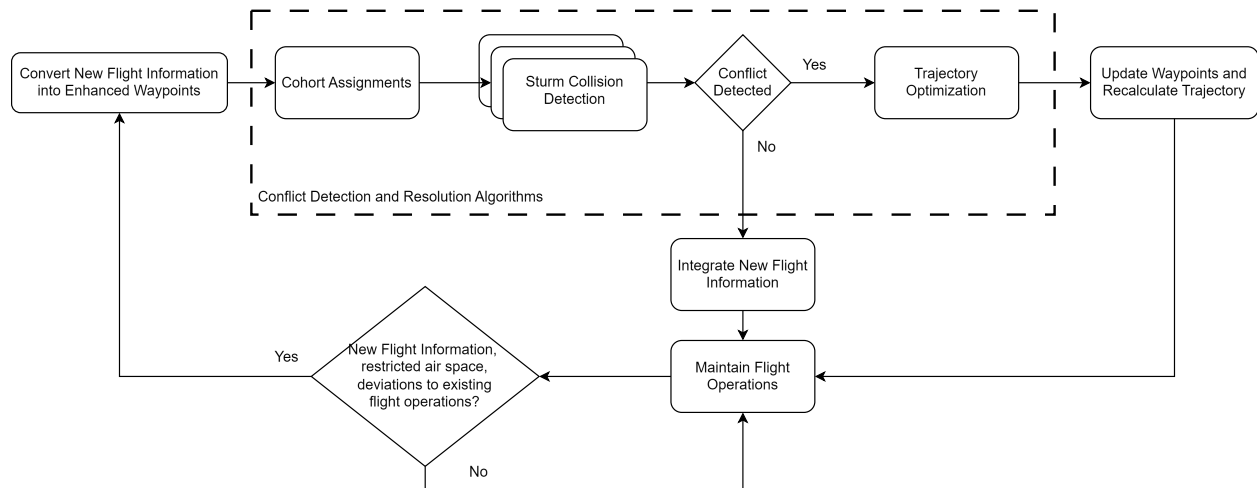 Convert New Flight Information
into Enhanced Waypoints
Cohort Assignments
Sturm Collision
Detection
Conflict
Detected
Yes
Trajectory
Optimization
Update Waypoints and
Recalculate Trajectory
No
Conflict Detection and Resolution Algorithms
Integrate New Flight
Information
Yes
New Flight Information,
restricted air space,
deviations to existing
flight operations?
Maintain Flight
Operations
No